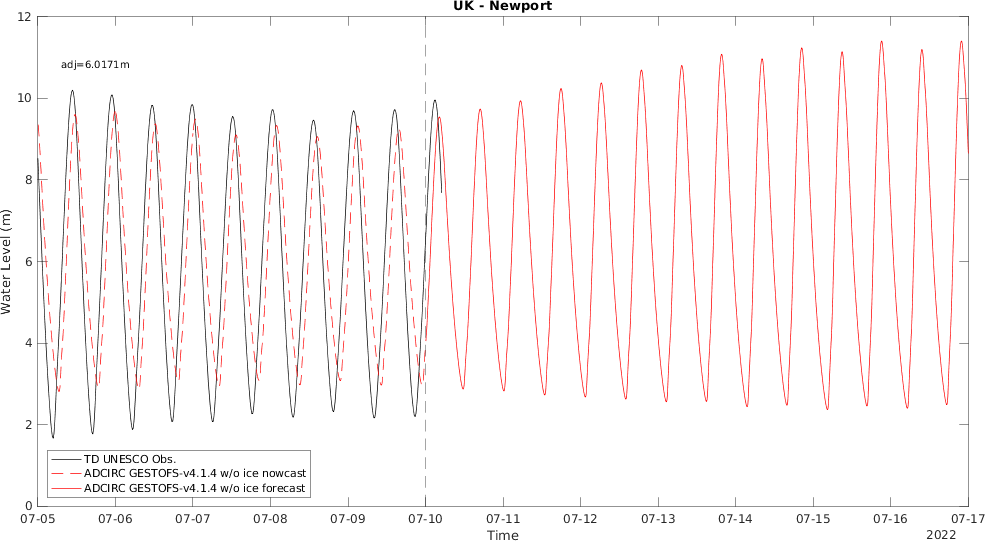 UK - Newport
adj=6.0171m
Water Level (m)
12
10
8
6
4
2
0
TD UNESCO Obs.
ADCIRC GESTOFS-v4.1.4 w/o ice nowcast
ADCIRC GESTOFS-v4.1.4 w/o ice forecast
07-05 07-06 07-07 07-08 07-09 07-10 07-11 07-12 07-13 07-14 07-15 07-16 07-17
Time
2022